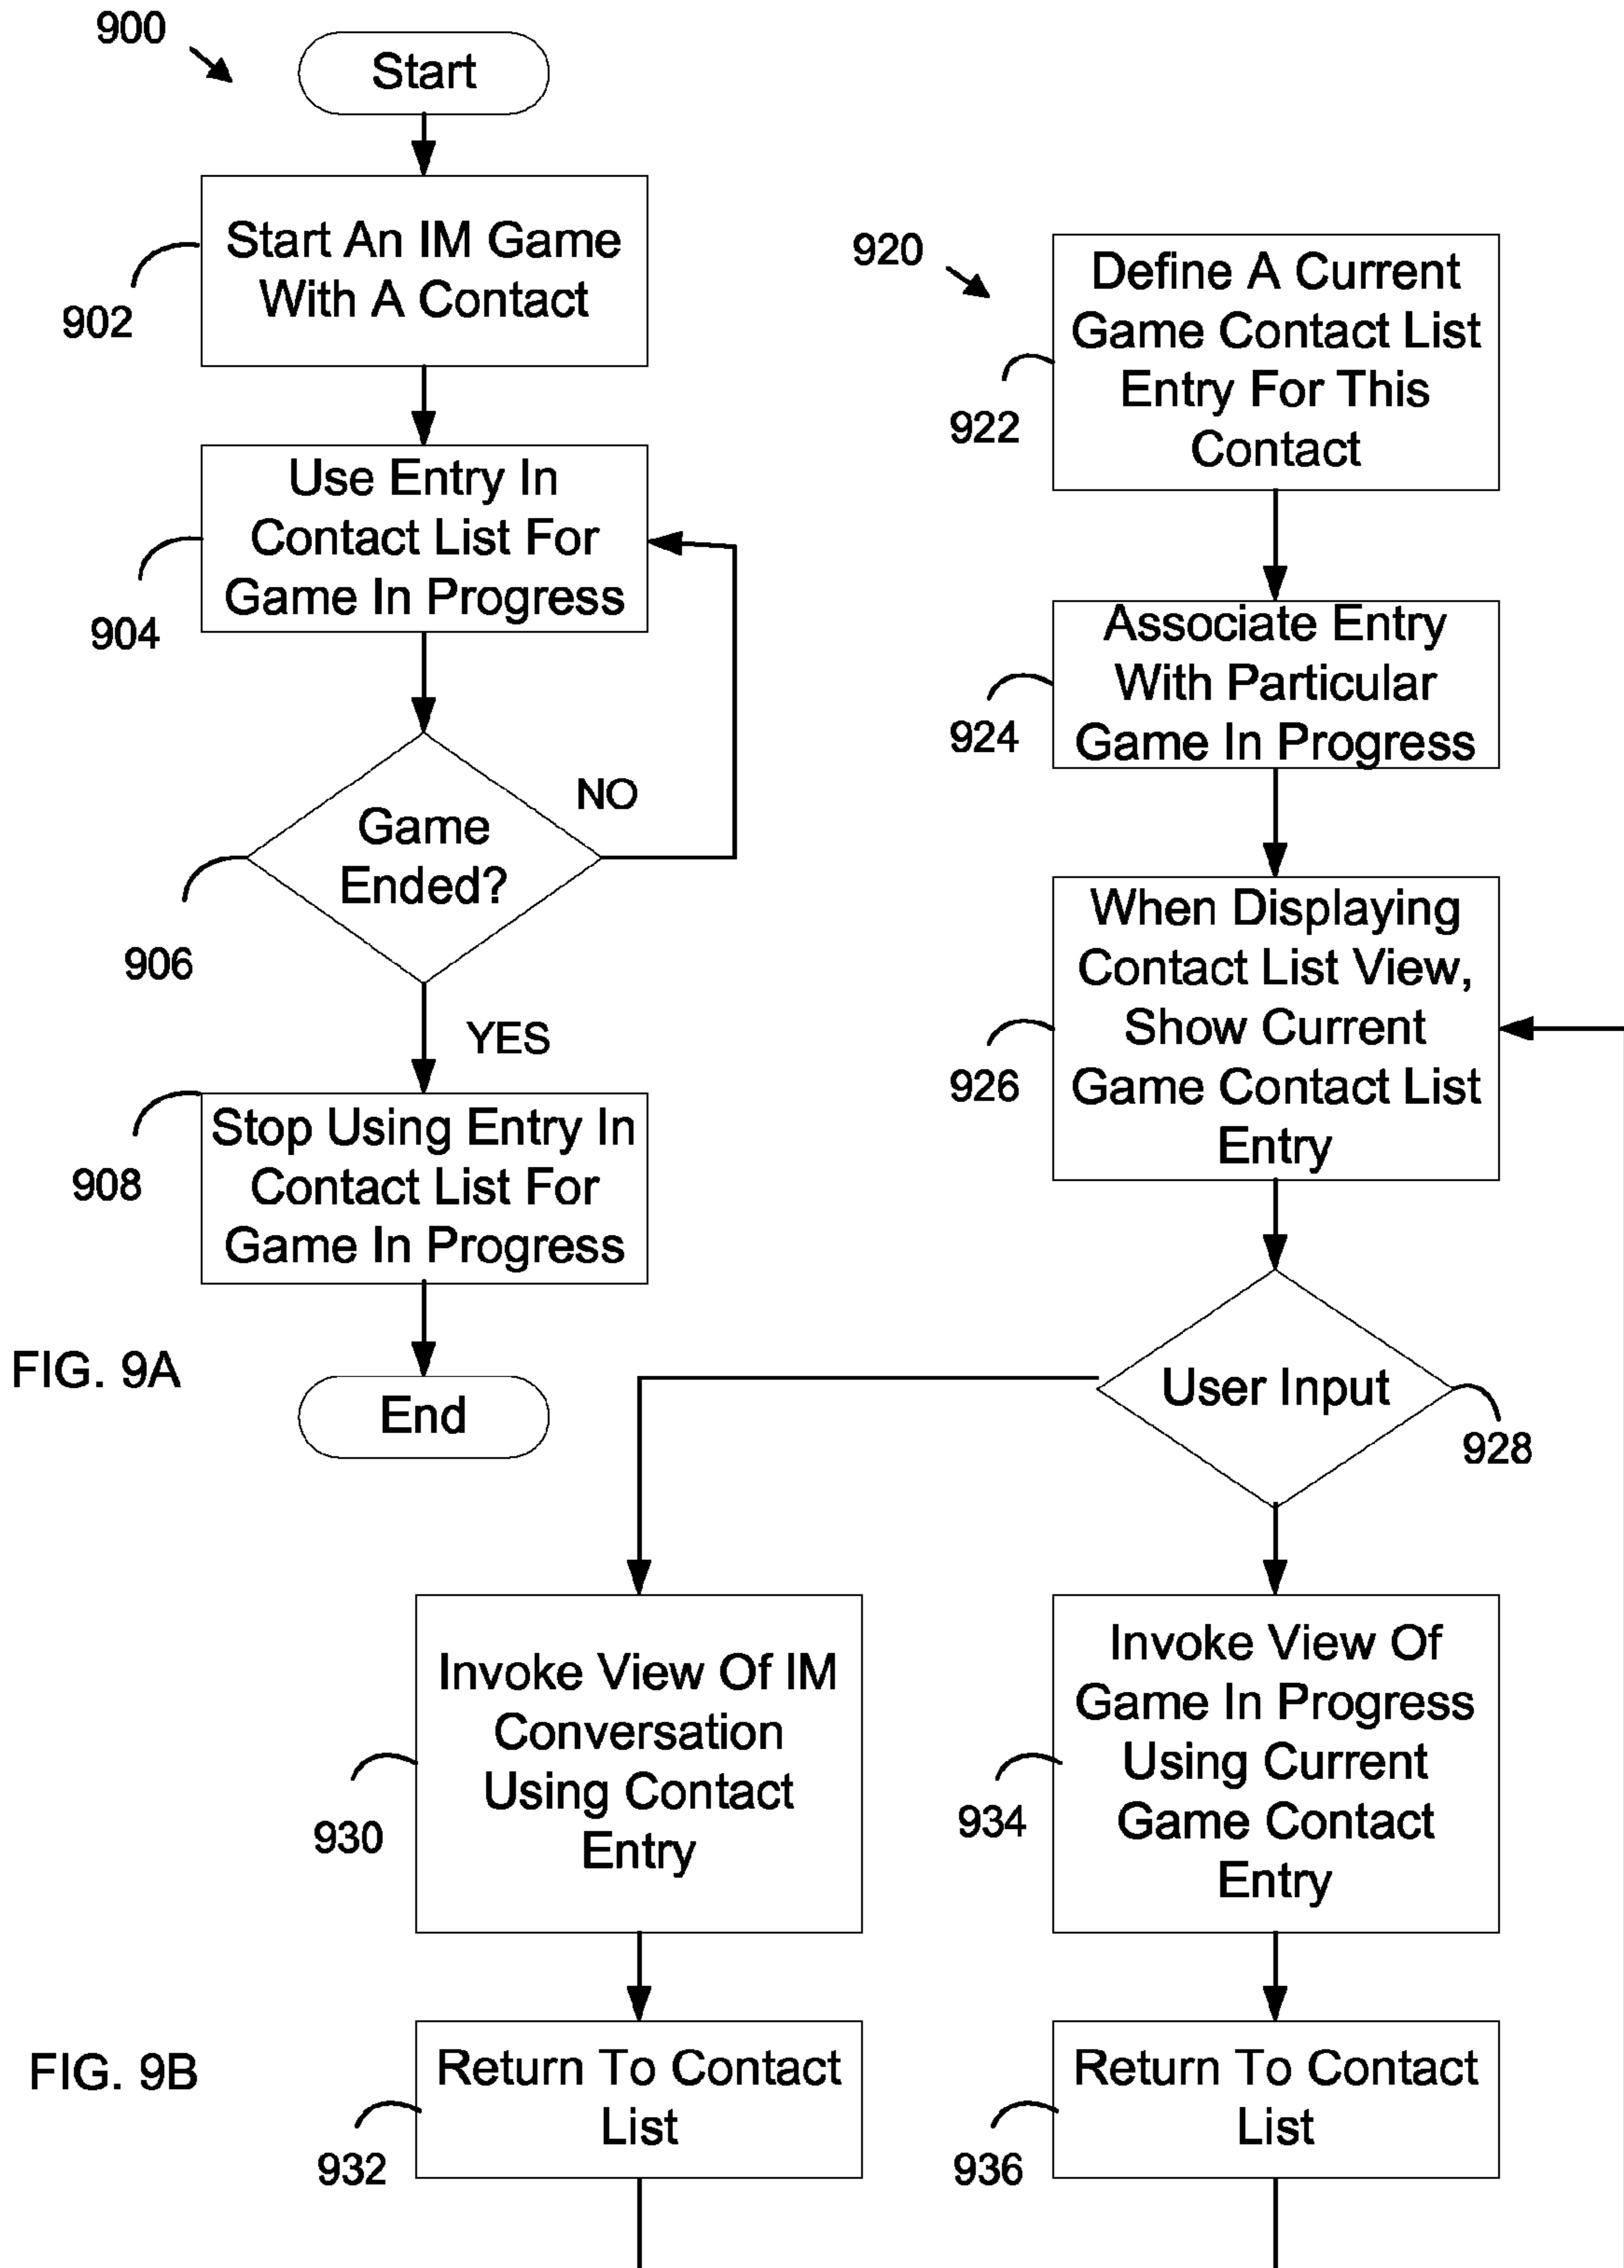 900
Start
Start An IM Game
With A Contact
902
Use Entry In
Contact List For
Game In Progress
904
Game
Ended?
NO
906
YES
Stop Using Entry In
Contact List For
Game In Progress
908
End
FIG. 9A
920
Define A Current
Game Contact List
Entry For This
Contact
922
Associate Entry
With Particular
Game In Progress
924
When Displaying
Contact List View,
Show Current
Game Contact List
Entry
926
User Input
928
Invoke View Of IM
Conversation
Using Contact
Entry
930
Invoke View Of
Game In Progress
Using Current
Game Contact
Entry
934
Return To Contact
List
932
Return To Contact
List
936
FIG. 9B